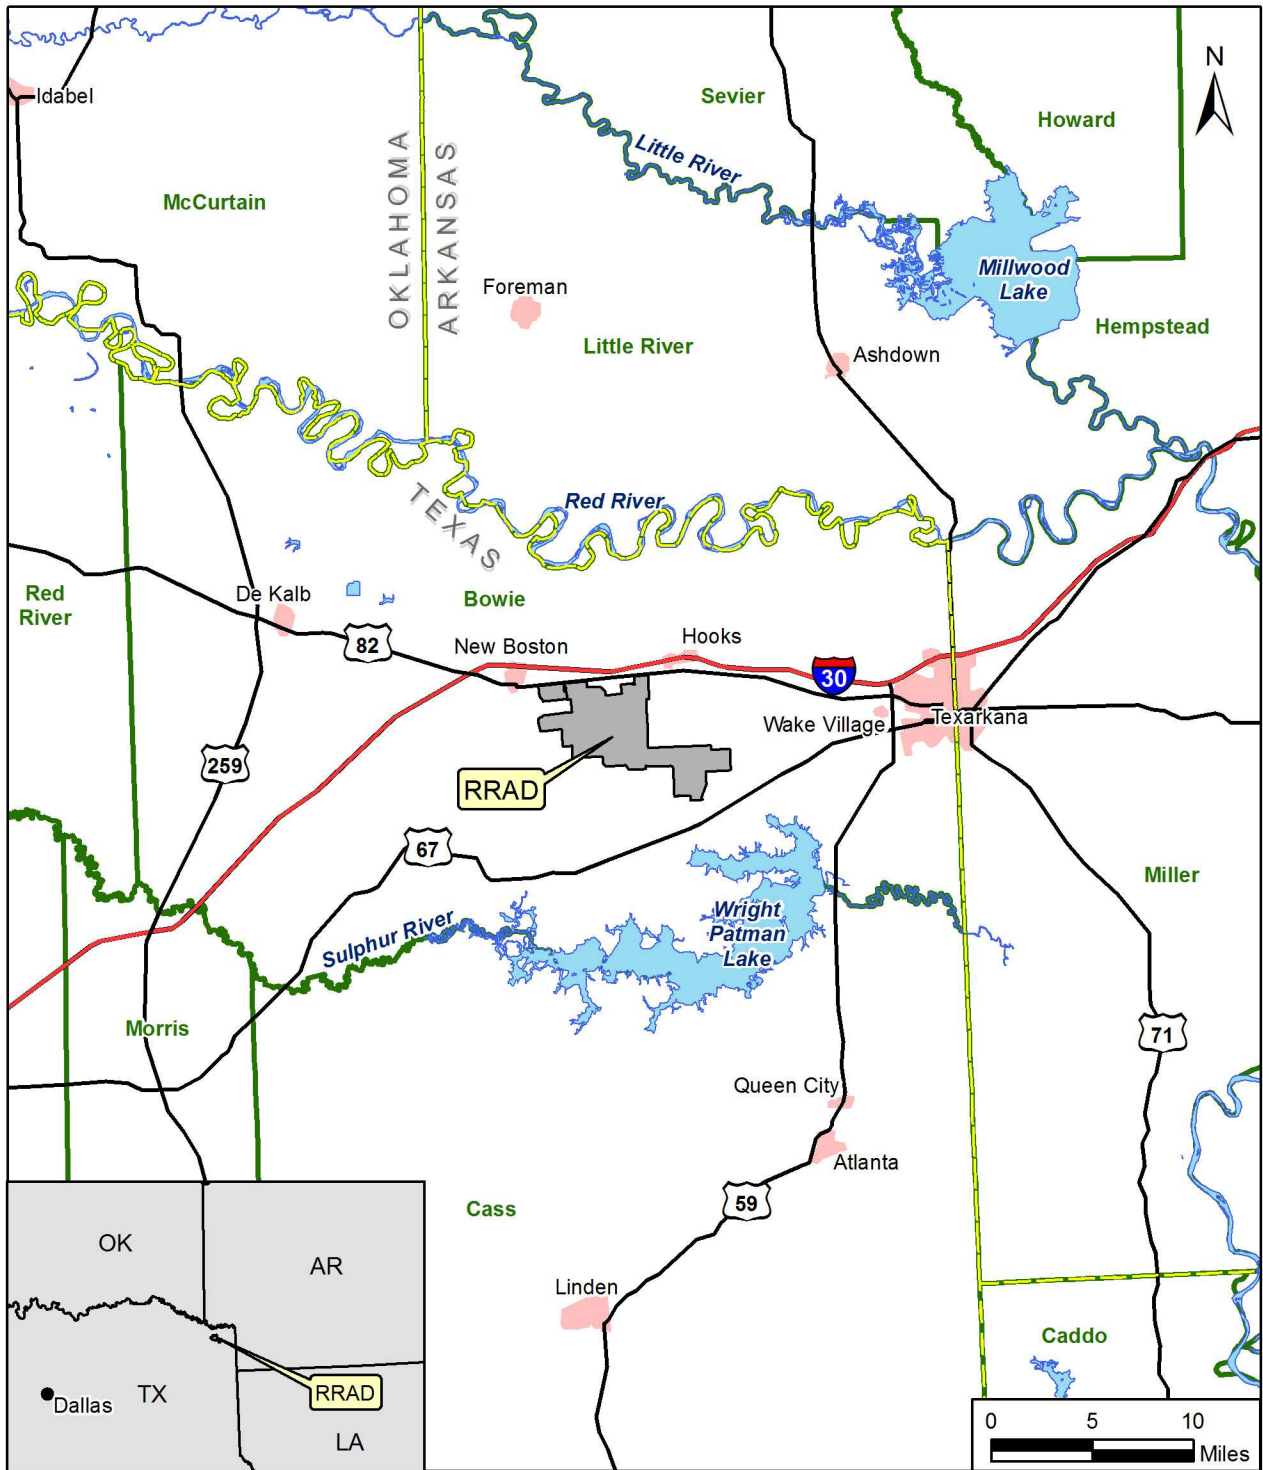 N
Idabel
Sevier
Howard
Little River
McCurtain
OKLAHOMA
ARKANSAS
Millwood
Lake
Foreman
Little River
Hempstead
Ashdown
TEXAS
Red River
Red
River
De Kalb
Bowie
82
New Boston
Hooks
30
Wake Village
Texarkana
259
RRAD
67
Miller
Wright
Patman
Lake
Sulphur River
Morris
71
Queen City
Atlanta
59
Cass
Linden
Caddo
OK
AR
TX
Dallas
RRAD
LA
0 5 10
Miles